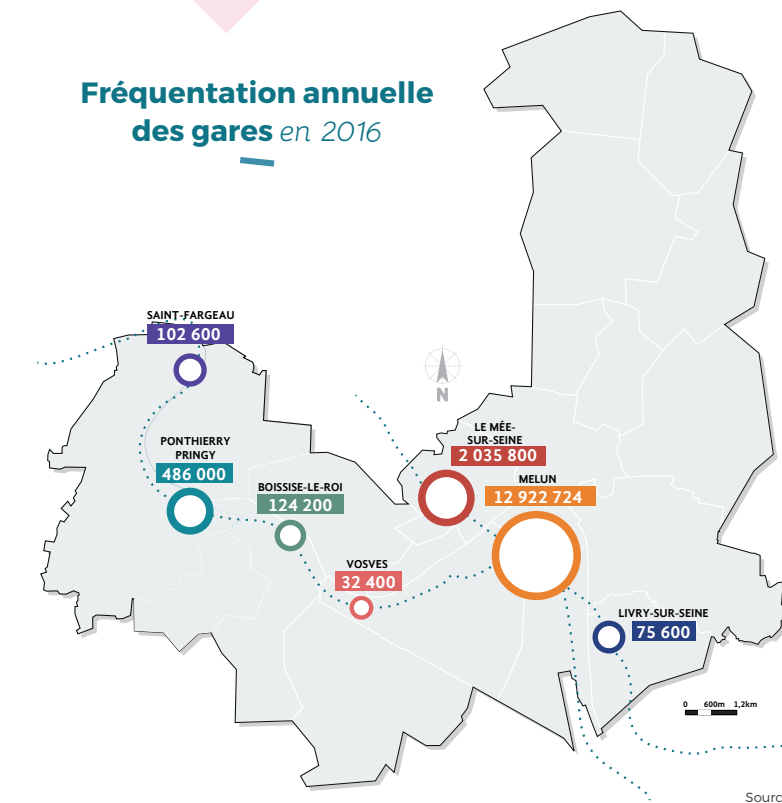 Fréquentation annuelle
des gares en 2016
SAINT-FARGEAU
102 600
PONTHIERRY
PRINGY
486 000
BOISSISE-LE-ROI
124 200
VOSVES
32 400
N
LE MÉE-
SUR-SEINE
2 035 800
MELUN
12 922 724
LIVRY-SUR-SEINE
75 600
0 600m 1,2km
Sourc